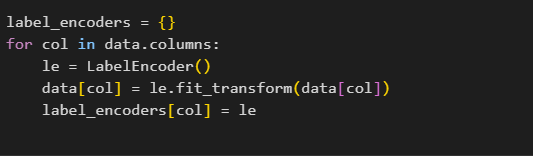 label_encoders = {}
for col in data.columns:
    le = LabelEncoder()
    data[col] = le.fit_transform(data[col])
    label_encoders[col] = le